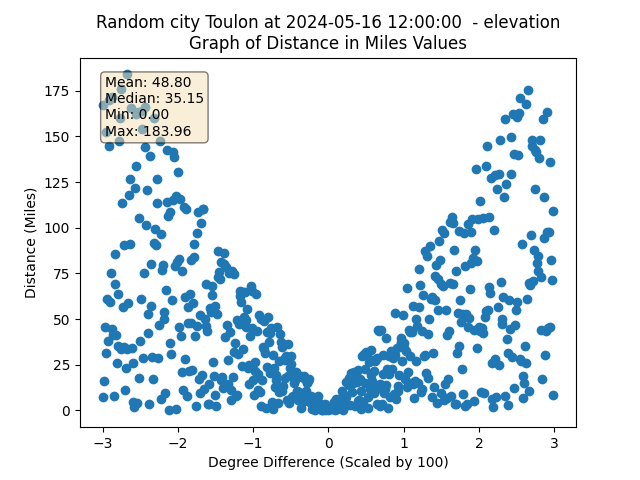 Random city Toulon at 2024-05-16 12:00:00  - elevation
Graph of Distance in Miles Values
Mean: 48.80
Median: 35.15
Min: 0.00
Max: 183.96
175
150
125
100
75
50
25
0
Distance (Miles)
−3 −2 −1 0 1 2 3
Degree Difference (Scaled by 100)